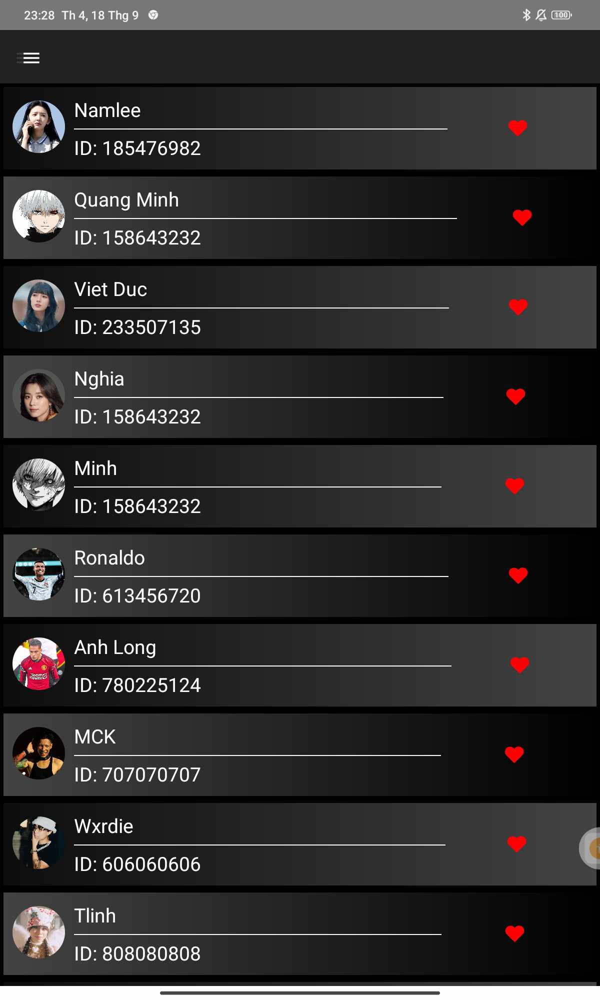 23:28 Th 4, 18 Thg 9
100
Namlee
ID: 185476982
Quang Minh
ID: 158643232
Viet Duc
ID: 233507135
Nghia
ID: 158643232
Minh
ID: 158643232
Ronaldo
ID: 613456720
Anh Long
ID: 780225124
TeamViewer
MCK
ID: 707070707
Wxrdie
ID: 606060606
Tlinh
ID: 808080808